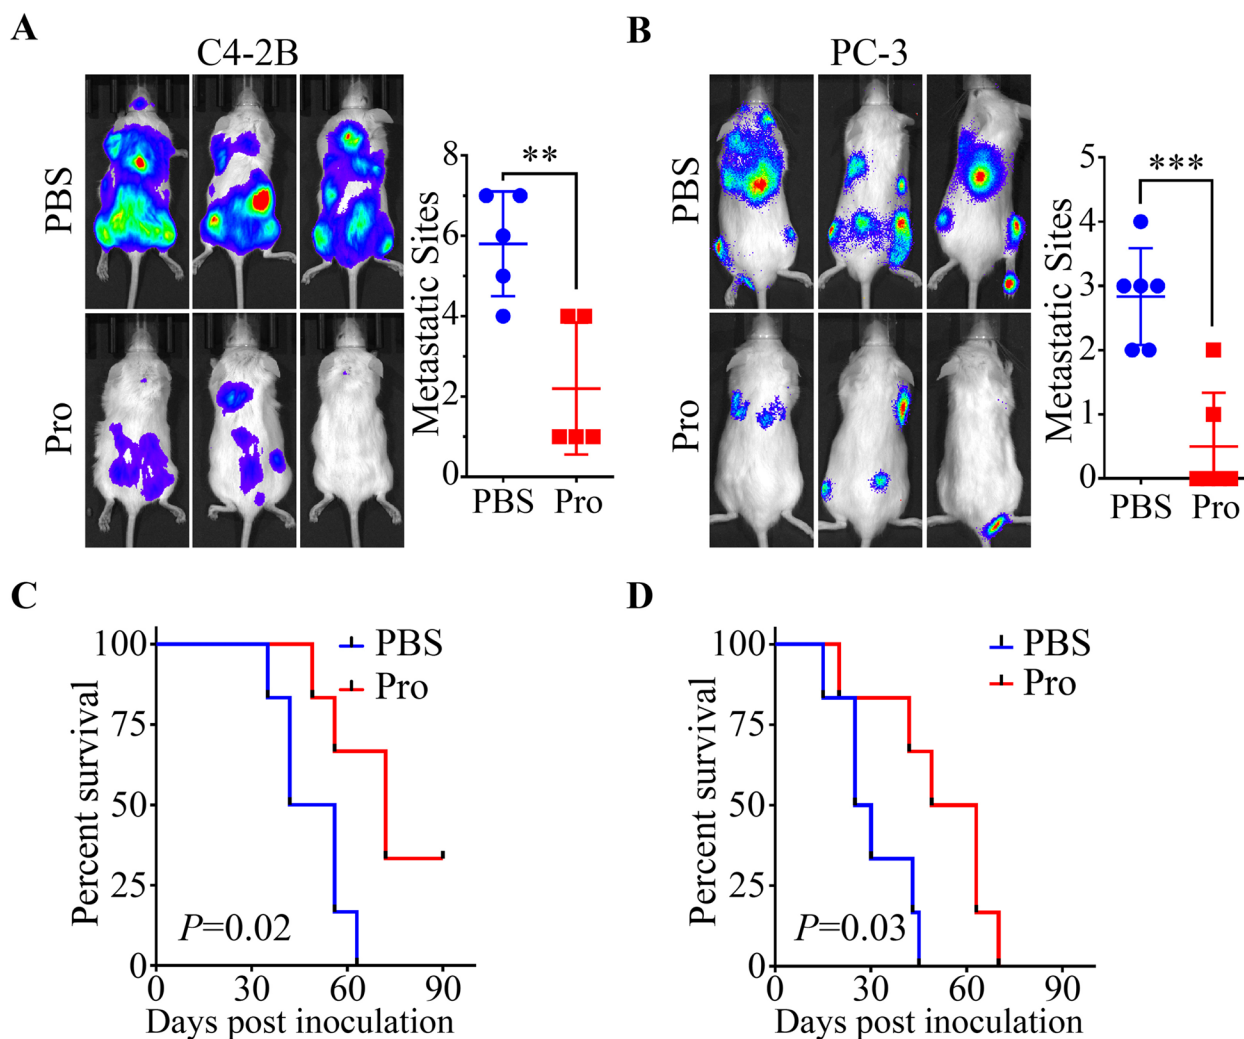 A
C4-2B
PBS
Pro
Metastatic Sites
8
6
4
2
0
**
PBS Pro
B
PC-3
PBS
Pro
Metastatic Sites
5
4
3
2
1
0
***
PBS Pro
C
Percent survival
100
75
50
25
0
PBS
Pro
P=0.02
0 30 60 90
Days post inoculation
D
Percent survival
100
75
50
25
0
PBS
Pro
P=0.03
0 30 60 90
Days post inoculation